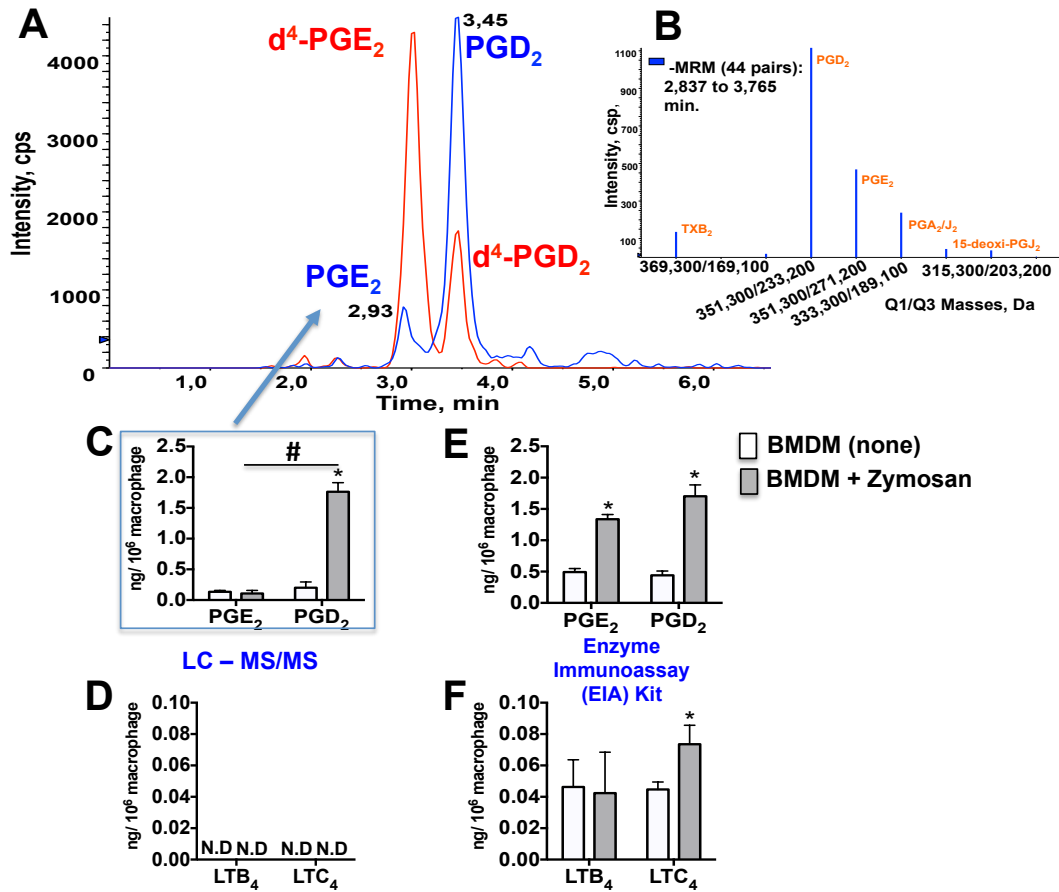 A
3,45
d⁴-PGE₂
PGD₂
4000
3000
2000
1000
0
Intensity, cps
d⁴-PGD₂
PGE₂
2,93
1,0 2,0 3,0 4,0 5,0 6,0
Time, min
B
1100
900
700
500
300
100
Intensity, csp,
-MRM (44 pairs):
2,837 to 3,765
min.
PGD₂
PGE₂
PGA₂/J₂
TXB₂
15-deoxi-PGJ₂
369,300/169,100
351,300/233,200
351,300/271,200
333,300/189,100
315,300/203,200
Q1/Q3 Masses, Da
C
#
*
2.5
2.0
1.5
1.0
0.5
0.0
ng/ 10⁶ macrophage
PGE₂ PGD₂
LC – MS/MS
E
* *
2.5
2.0
1.5
1.0
0.5
0.0
ng/ 10⁶ macrophage
PGE₂ PGD₂
Enzyme
Immunoassay
(EIA) Kit
BMDM (none)
BMDM + Zymosan
D
0.10
0.08
0.06
0.04
0.02
0.00
ng/ 10⁶ macrophage
N.D N.D N.D N.D
LTB₄ LTC₄
F
*
0.10
0.08
0.06
0.04
0.02
0.00
ng/ 10⁶ macrophage
LTB₄ LTC₄